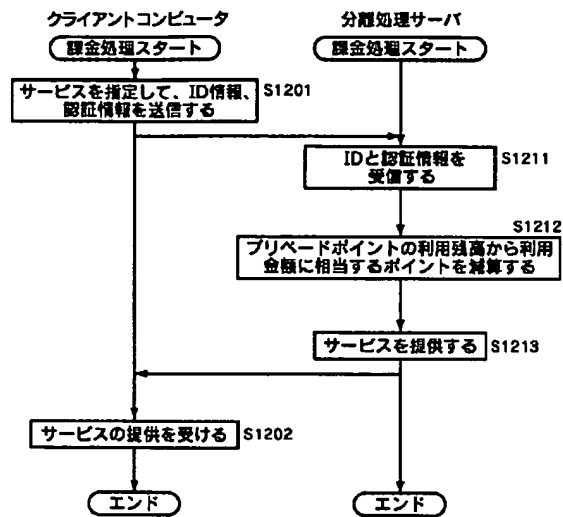 クライアントコンピュータ
分離処理サーバ
課金処理スタート
課金処理スタート
サービスを指定して、ID情報、
認証情報を送信する
S1201
IDと認証情報を
受信する
S1211
S1212
プリペードポイントの利用残高から利用
金額に相当するポイントを減算する
サービスを提供する
S1213
サービスの提供を受ける
S1202
エンド
エンド